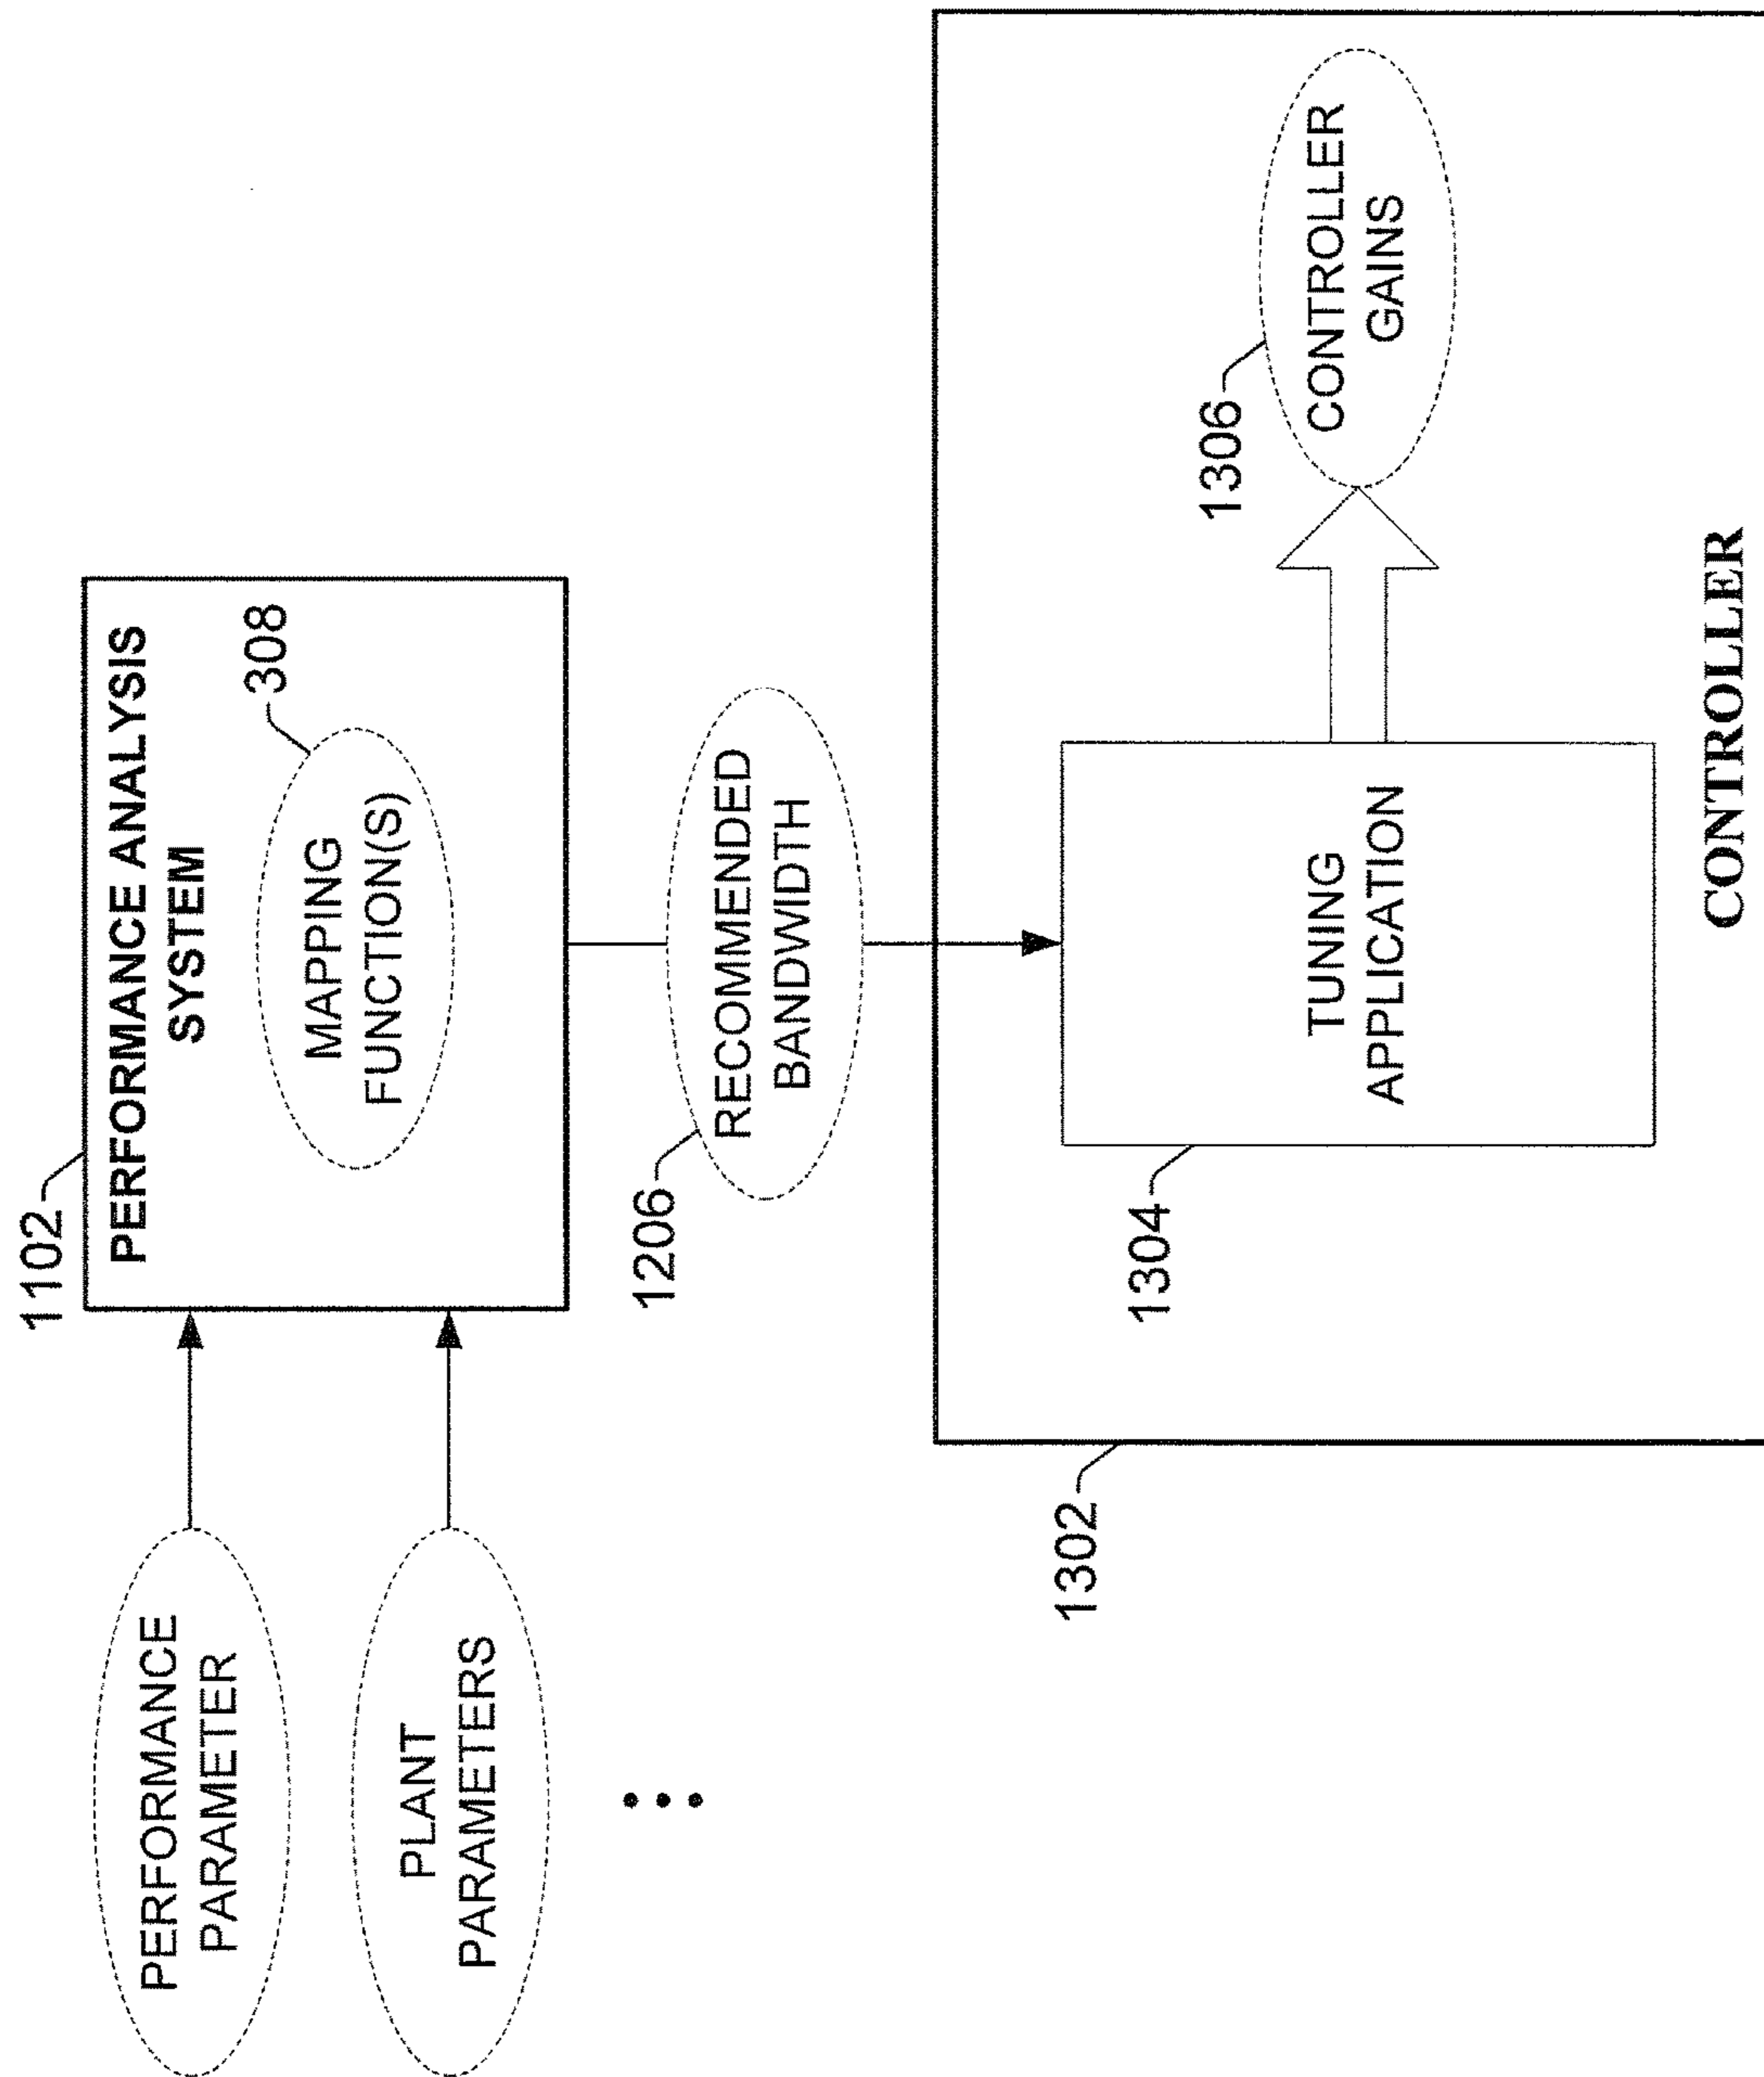 1102
PERFORMANCE ANALYSIS
SYSTEM
308
MAPPING
FUNCTION(S)
PERFORMANCE
PARAMETER
PLANT
PARAMETERS
1206
RECOMMENDED
BANDWIDTH
1302
1304
TUNING
APPLICATION
1306
CONTROLLER
GAINS
CONTROLLER